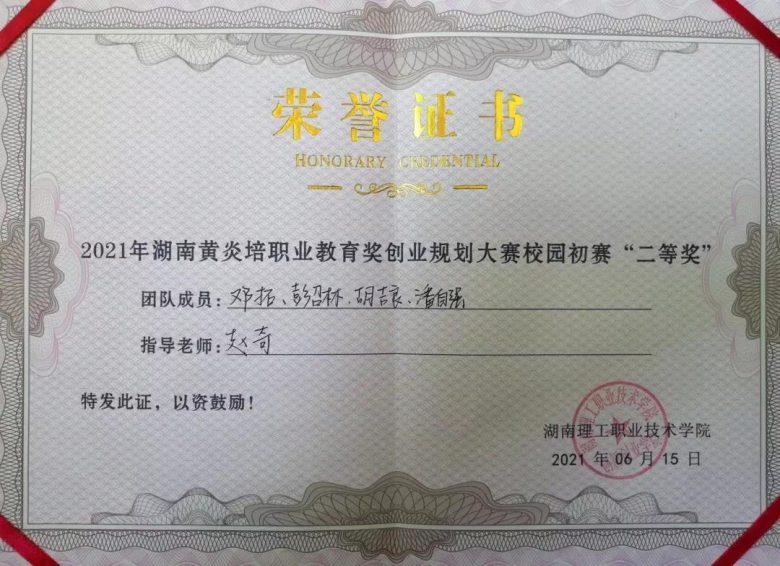 荣誉证书
HONORARY CREDENTIAL
2021年湖南黄炎培职业教育奖创业规划大赛校园初赛“二等奖”
团队成员：邓拓、彭绍林、胡吉良、潘自强
指导老师：赵奇
特发此证，以资鼓励！
湖南理工职业技术学院
2021 年 06 月 15 日